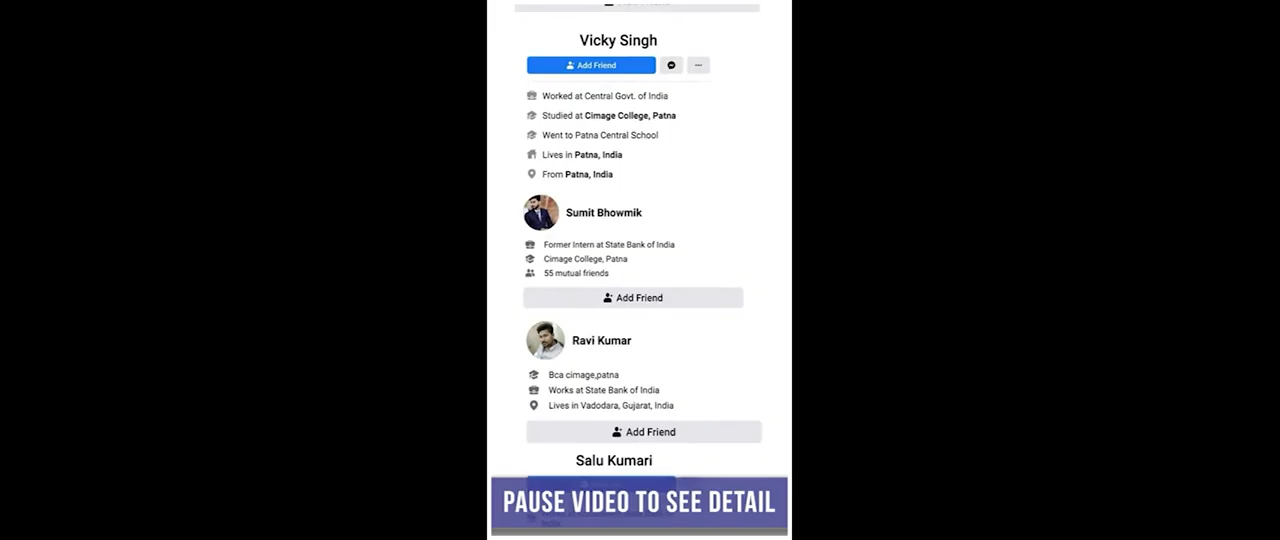 Vicky Singh
Add Friend
Worked at Central Govt. of India
Studied at Cimage College, Patna
Went to Patna Central School
Lives in Patna, India
From Patna, India
Sumit Bhowmik
Former Intern at State Bank of India
Cimage College, Patna
55 mutual friends
Add Friend
Ravi Kumar
Bca cimage,patna
Works at State Bank of India
Lives in Vadodara, Gujarat, India
Add Friend
Salu Kumari
PAUSE VIDEO TO SEE DETAIL